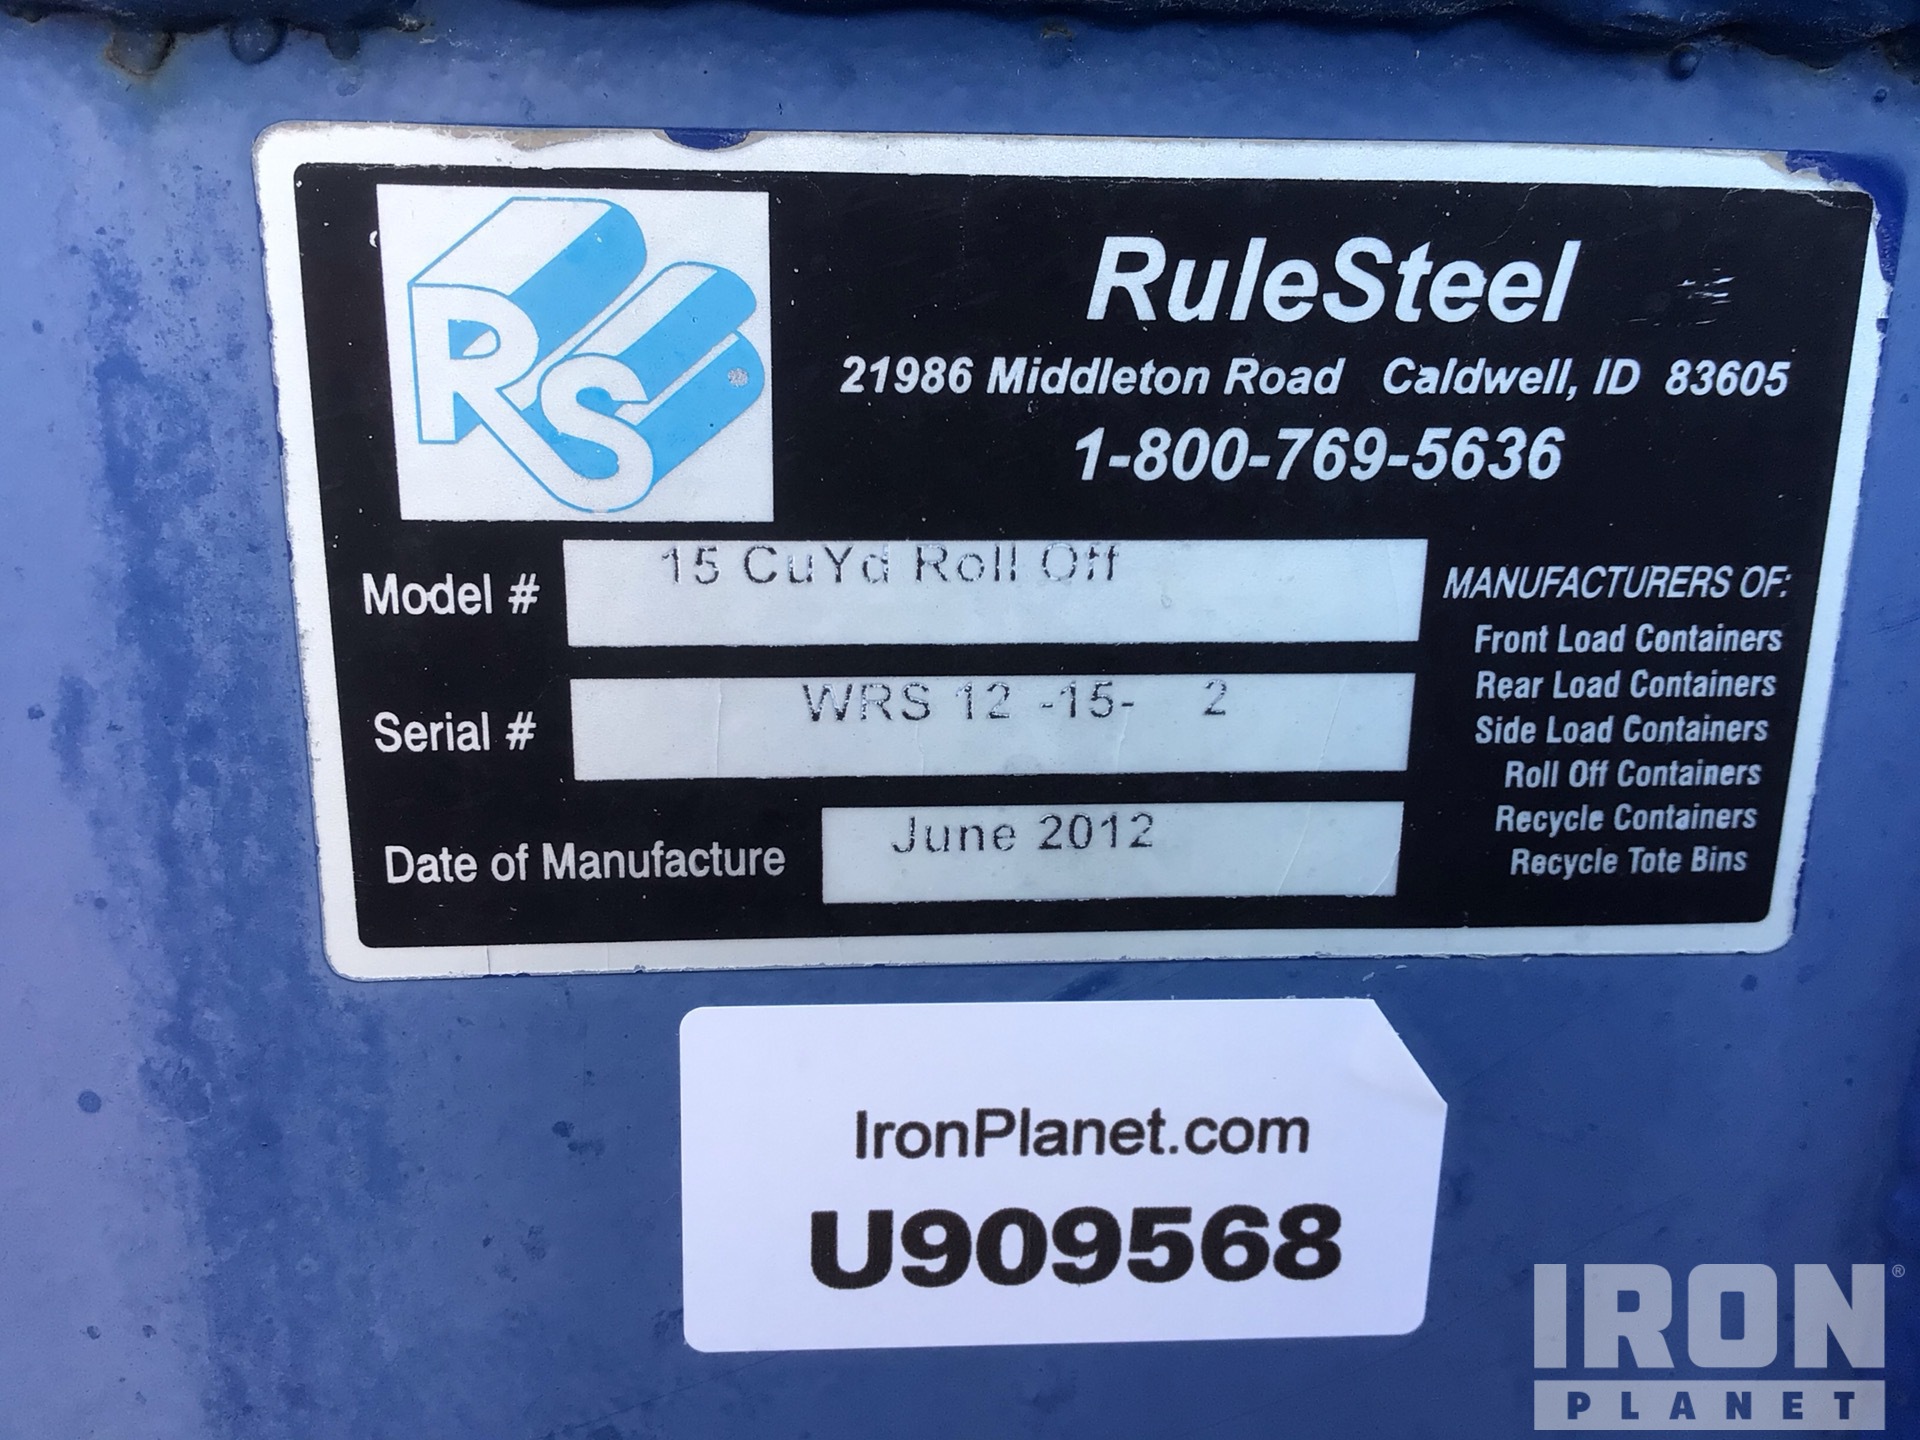 RS
RuleSteel
21986 Middleton Road Caldwell, ID 83605
1-800-769-5636
Model # 15 CuYd Roll Off
Serial # WRS 12 -15- 2
Date of Manufacture June 2012
MANUFACTURERS OF:
Front Load Containers
Rear Load Containers
Side Load Containers
Roll Off Containers
Recycle Containers
Recycle Tote Bins
IronPlanet.com
U909568
IRON®
PLANET